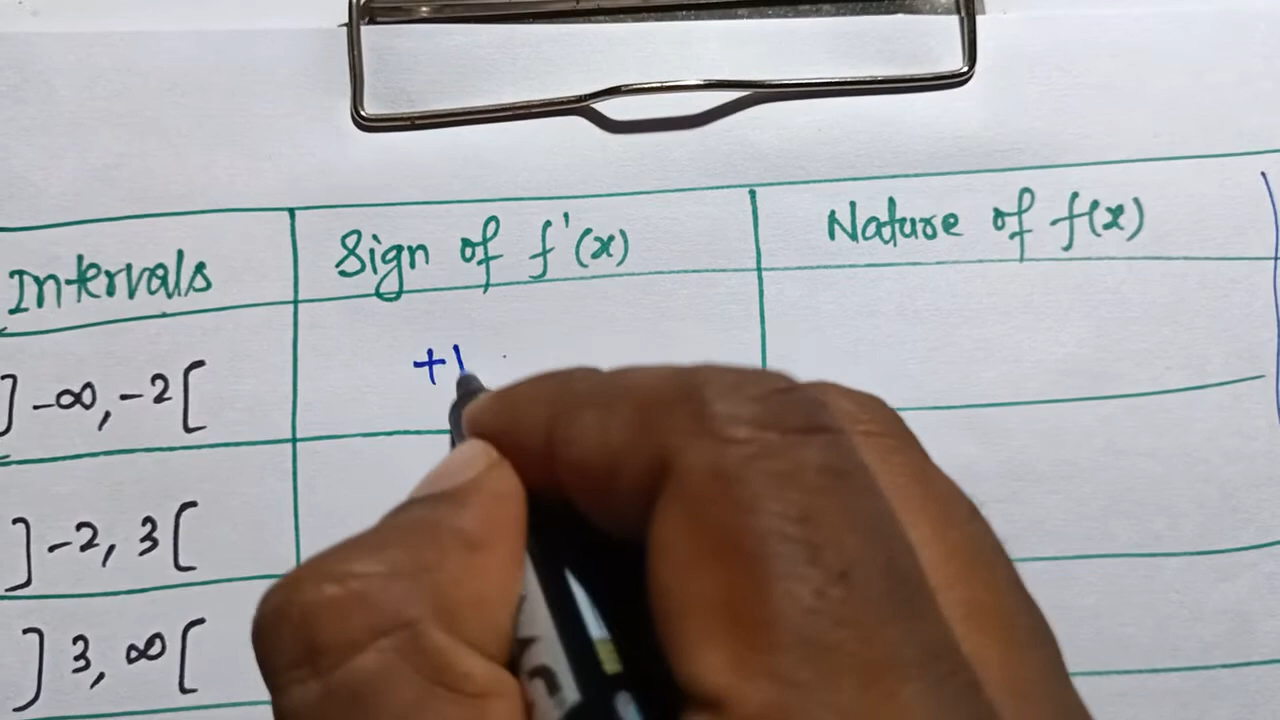 Intervals Sign of f'(x) Nature of f(x)
]-∞, -2[ +
]-2, 3[
]3, ∞[